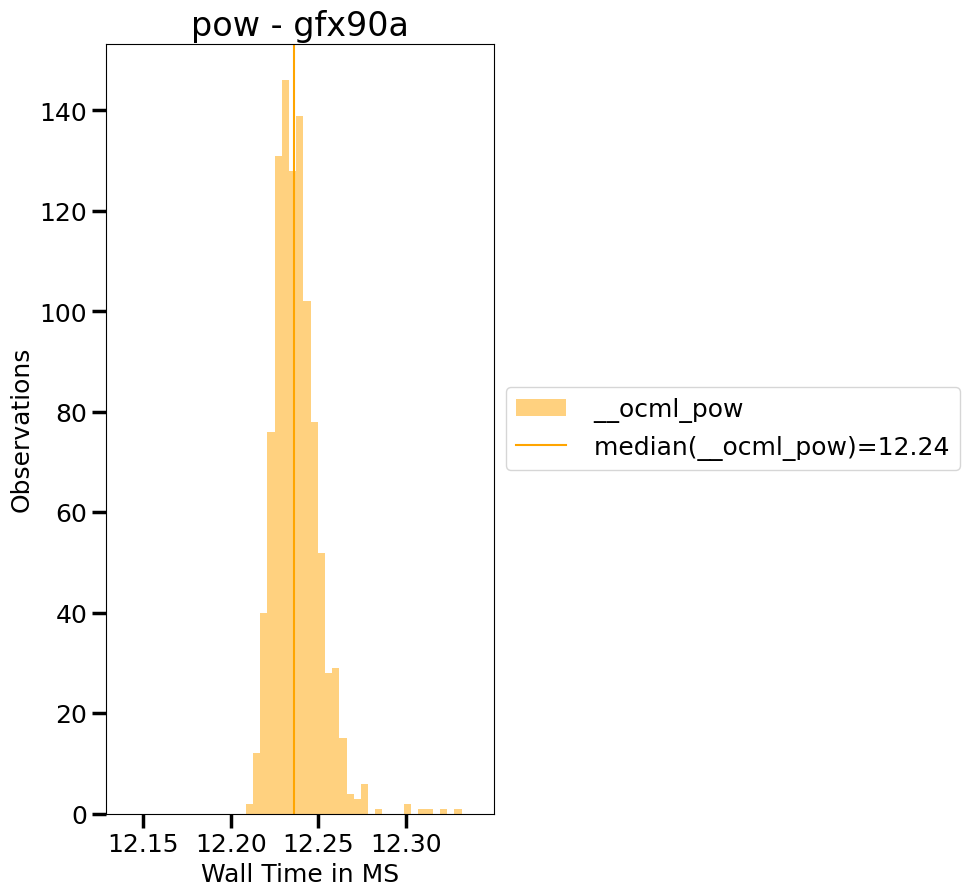 pow - gfx90a
140
120
100
80
60
40
20
0
Observations
12.15 12.20 12.25 12.30
Wall Time in MS
__ocml_pow
median(__ocml_pow)=12.24